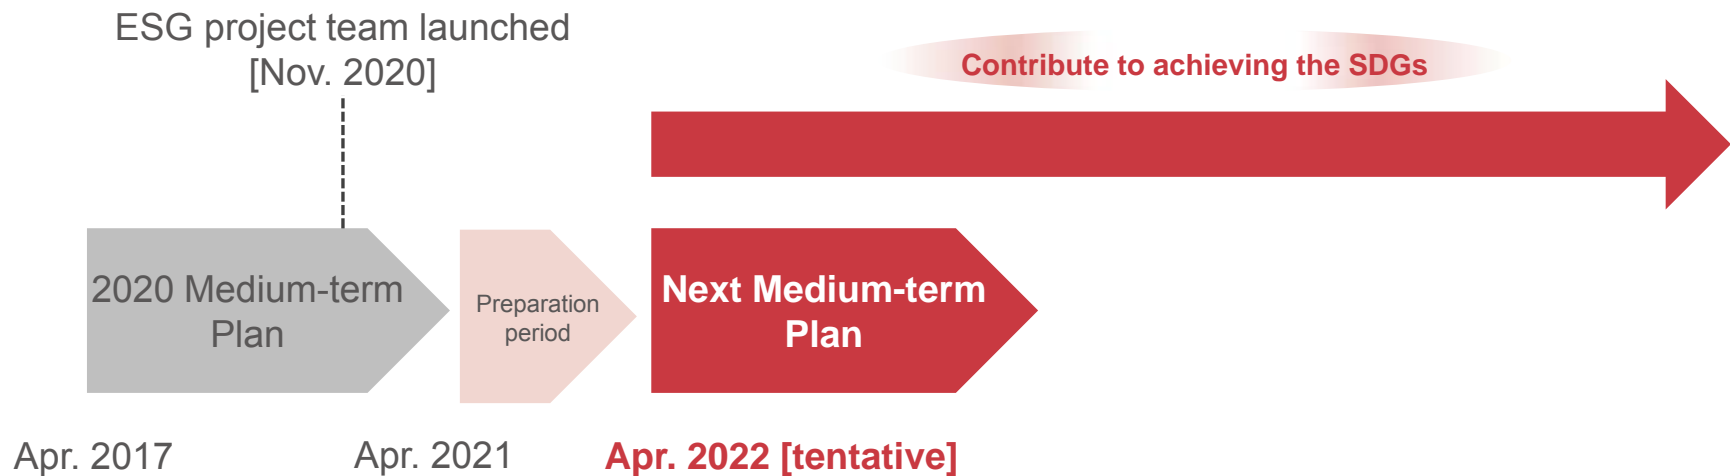 ESG project team launched
[Nov. 2020]
Contribute to achieving the SDGs
2020 Medium-term
Plan
Preparation
period
Next Medium-term
Plan
Apr. 2017
Apr. 2021
Apr. 2022 [tentative]